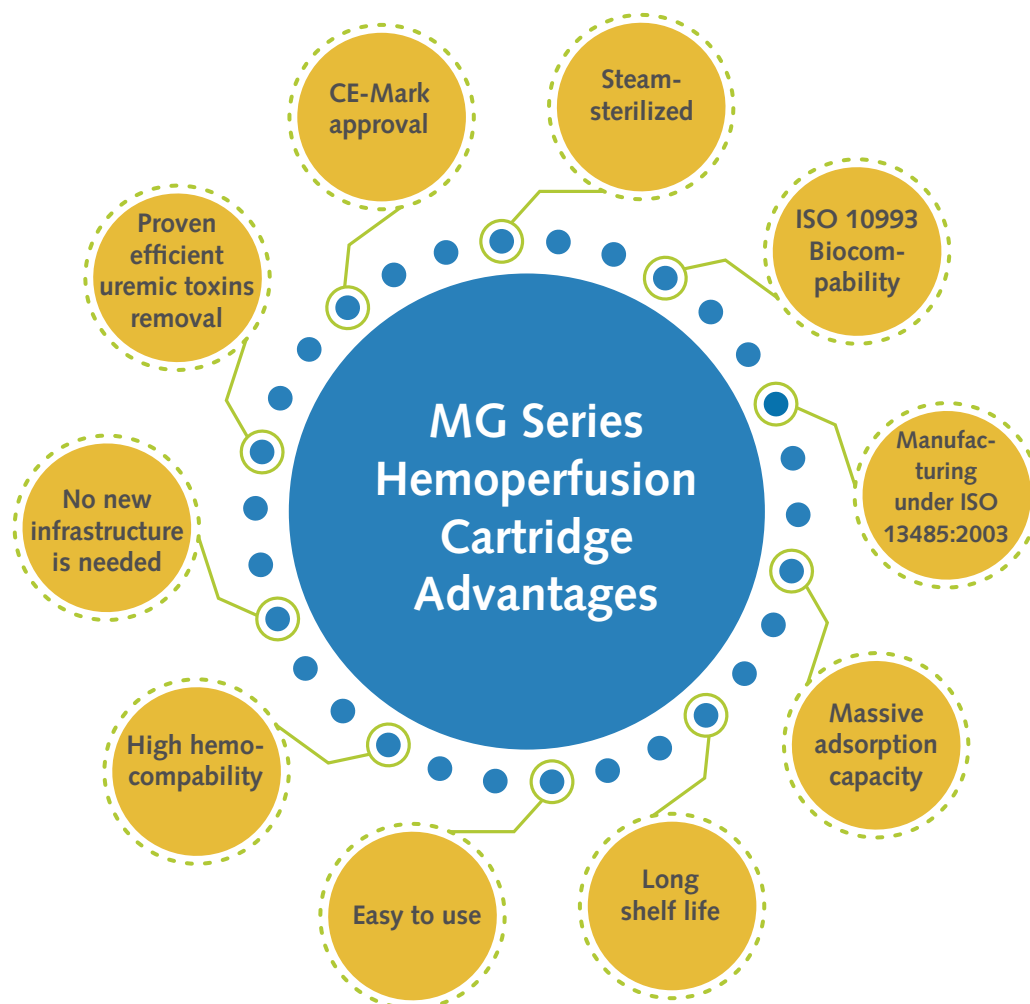 MG Series
Hemoperfusion
Cartridge
Advantages
CE-Mark
approval
Steam-
sterilized
ISO 10993
Biocom-
pability
Manufac-
turing
under ISO
13485:2003
Massive
adsorption
capacity
Long
shelf life
Easy to use
High hemo-
compability
No new
infrastructure
is needed
Proven
efficient
uremic toxins
removal